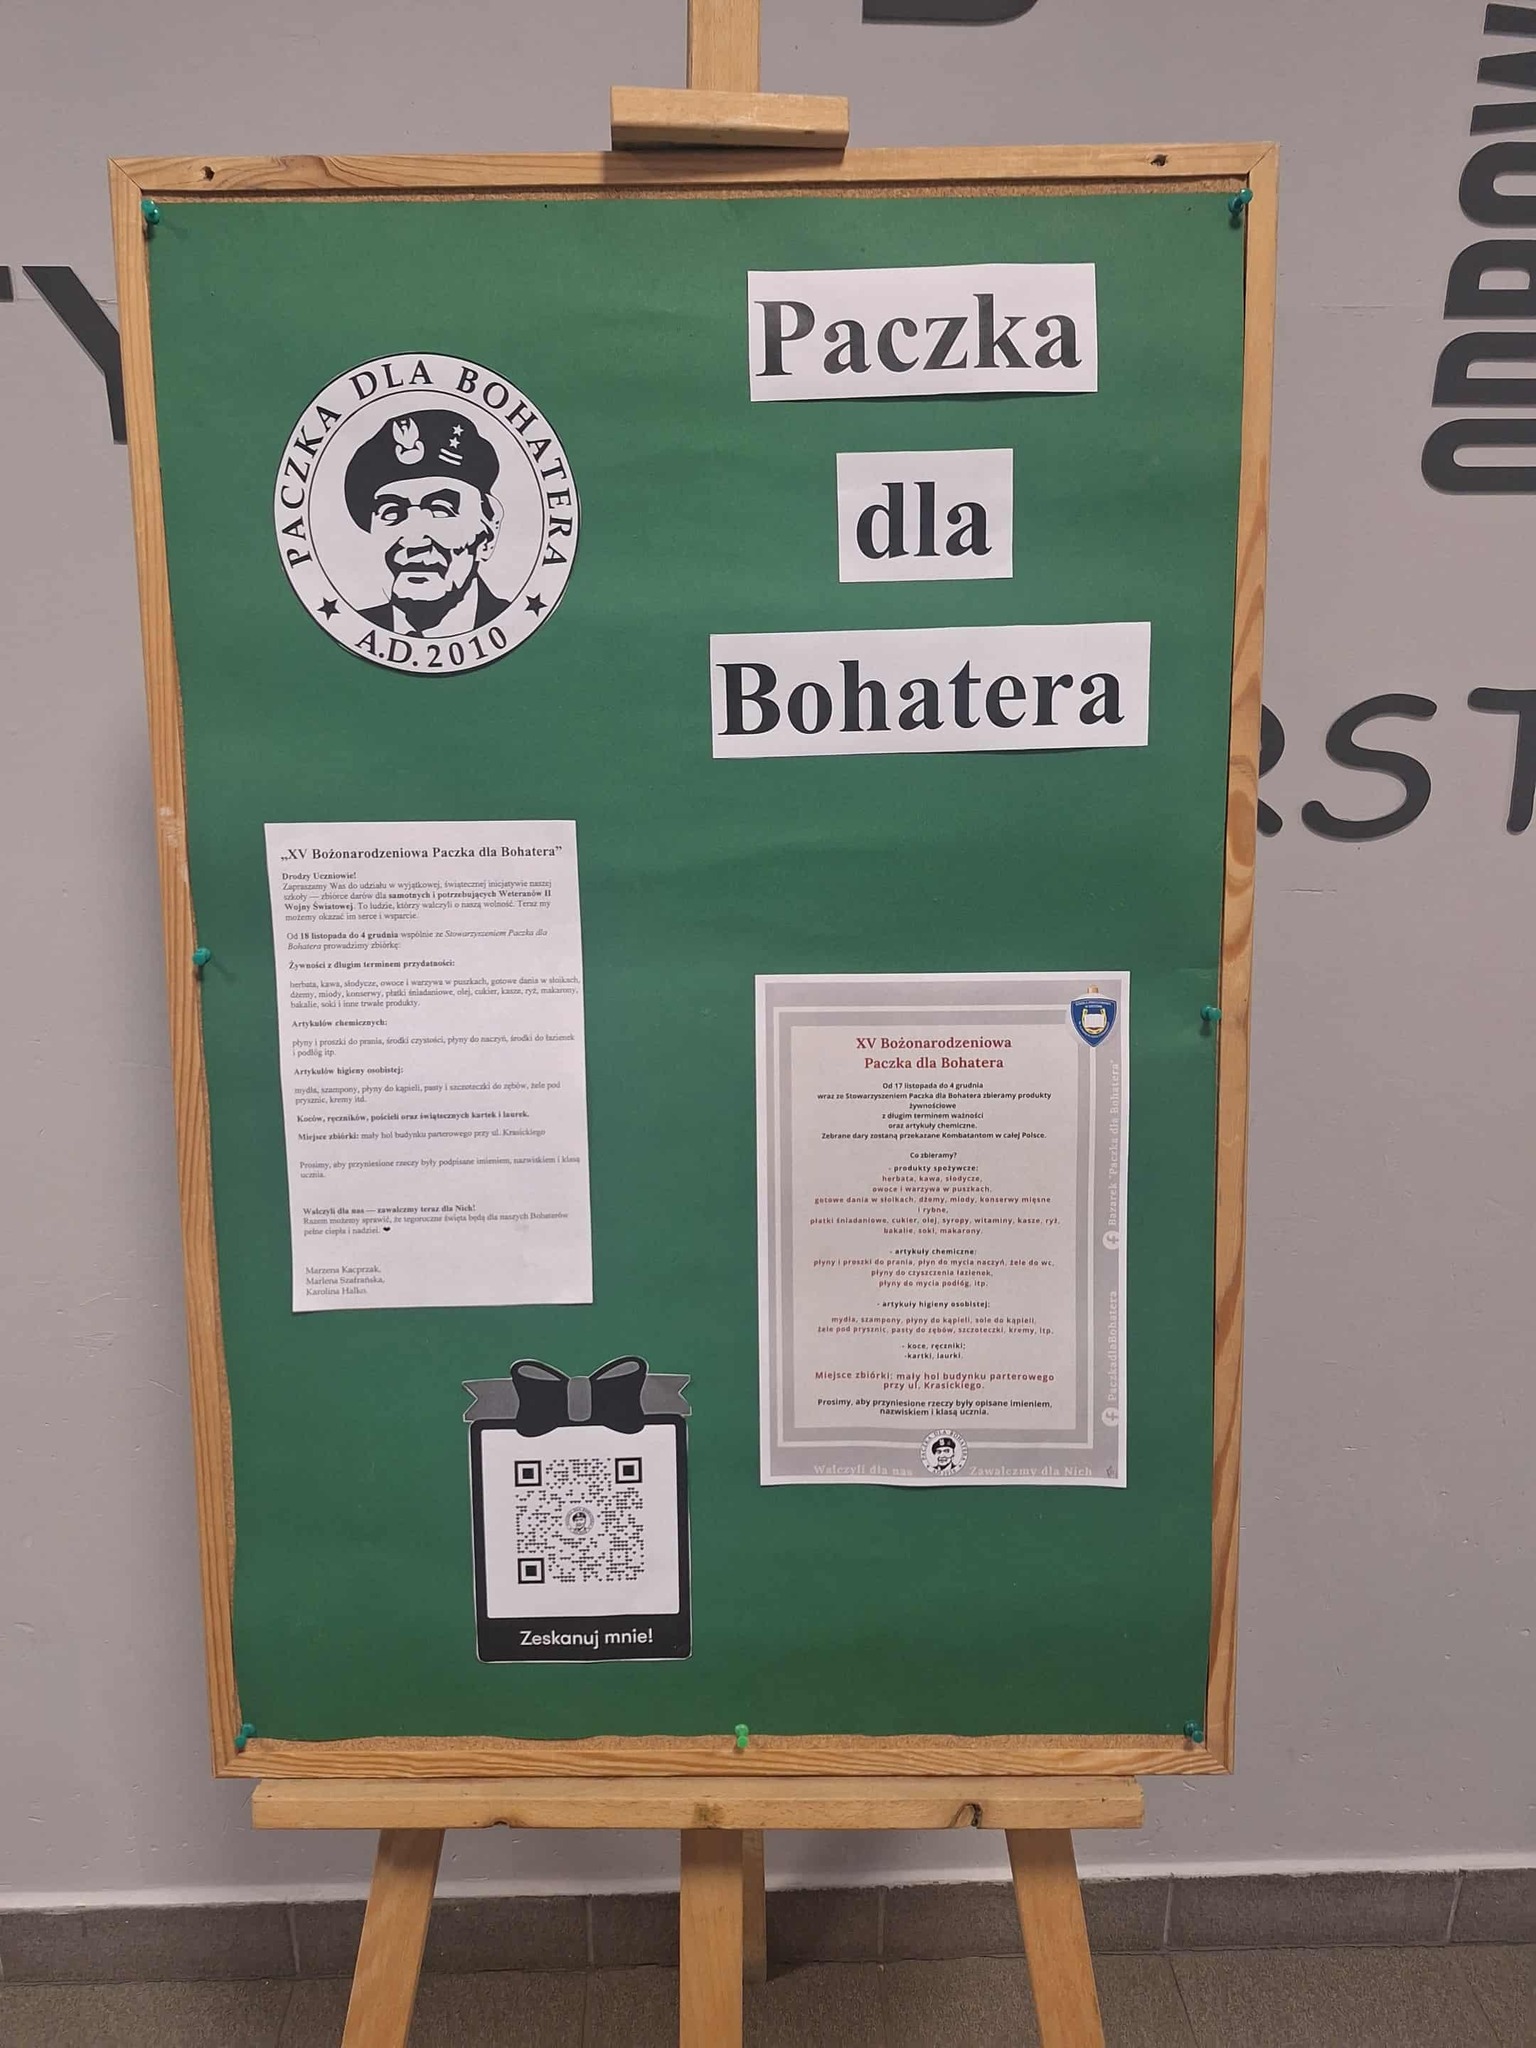 PACZKA DLA BOHATERA
A.D. 2010
Paczka
dla
Bohatera
„XV Bożonarodzeniowa Paczka dla Bohatera”
Drodzy Uczniowie!
Zapraszamy Was do udziału w wyjątkowej, świątecznej inicjatywie naszej
szkoły — zbiórce darów dla samotnych i potrzebujących Weteranów II
Wojny Światowej. To ludzie, którzy walczyli o naszą wolność. Teraz my
możemy okazać im serce i wsparcie.
Od 18 listopada do 4 grudnia wspólnie ze Stowarzyszeniem Paczka dla
Bohatera prowadzimy zbiórkę:
Żywności z długim terminem przydatności:
herbata, kawa, słodycze, owoce i warzywa w puszkach, gotowe dania w słoikach,
dżemy, miody, konserwy, płatki śniadaniowe, olej, cukier, kasze, ryż, makarony,
bakalie, soki i inne trwałe produkty.
Artykułów chemicznych:
płyny i proszki do prania, środki czystości, płyny do naczyń, środki do łazienek
i podłóg itp.
Artykułów higieny osobistej:
mydła, szampony, płyny do kąpieli, pasty i szczoteczki do zębów, żele pod
prysznic, kremy itd.
Koców, ręczników, pościeli oraz świątecznych kartek i laurek.
Miejsce zbiórki: mały hol budynku parterowego przy ul. Krasickiego
Prosimy, aby przyniesione rzeczy były podpisane imieniem, nazwiskiem i klasą
ucznia.
Walczyli dla nas — zawalczmy teraz dla Nich!
Razem możemy sprawić, że tegoroczne święta będą dla naszych Bohaterów
pełne ciepła i nadziei. ❤
Marzena Kacprzak,
Marlena Szafrańska,
Karolina Halko
XV Bożonarodzeniowa
Paczka dla Bohatera
Od 17 listopada do 4 grudnia
wraz ze Stowarzyszeniem Paczka dla Bohatera zbieramy produkty
żywnościowe
z długim terminem ważności
oraz artykuły chemiczne.
Zebrane dary zostaną przekazane Kombatantom w całej Polsce.
Co zbieramy?
- produkty spożywcze:
herbata, kawa, słodycze,
owoce i warzywa w puszkach,
gotowe dania w słoikach, dżemy, miody, konserwy mięsne
i rybne,
płatki śniadaniowe, cukier, olej, syropy, witaminy, kasze, ryż,
bakalie, soki, makarony.
- artykuły chemiczne:
płyny i proszki do prania, płyn do mycia naczyń, żele do wc,
płyny do czyszczenia łazienek,
płyny do mycia podłóg, itp.
- artykuły higieny osobistej:
mydła, szampony, płyny do kąpieli, sole do kąpieli,
żele pod prysznic, pasty do zębów, szczoteczki, kremy, itp.
- koce, ręczniki;
-kartki, laurki.
Miejsce zbiórki: mały hol budynku parterowego
przy ul. Krasickiego.
Prosimy, aby przyniesione rzeczy były opisane imieniem,
nazwiskiem i klasą ucznia.
Bazarek "Paczka dla Bohatera"
PaczkadlaBohatera
Walczyli dla nas
Zawalczmy dla Nich
Zeskanuj mnie!